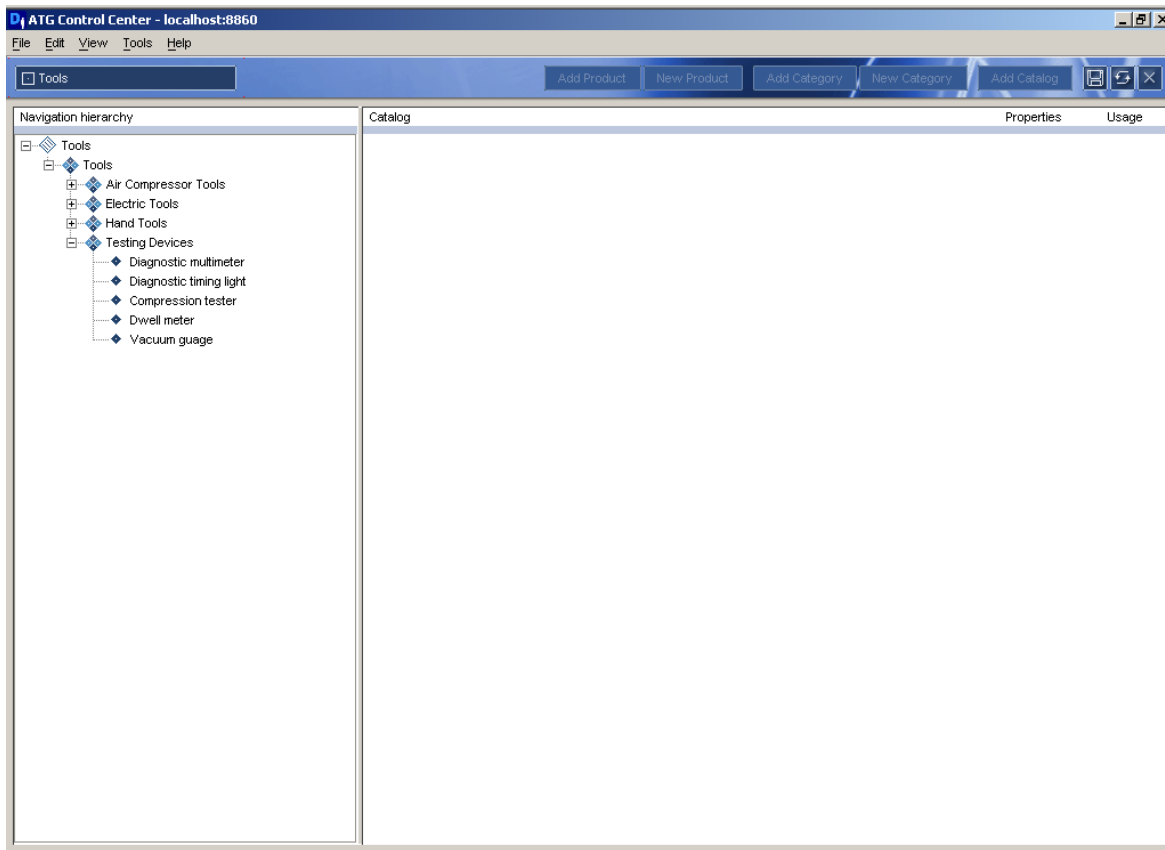 ATG Control Center - localhost:8860
File Edit View Tools Help
Tools Add Product New Product Add Category New Category Add Catalog
Navigation hierarchy Catalog Properties Usage
Tools
Tools
Air Compressor Tools
Electric Tools
Hand Tools
Testing Devices
Diagnostic multimeter
Diagnostic timing light
Compression tester
Dwell meter
Vacuum guage